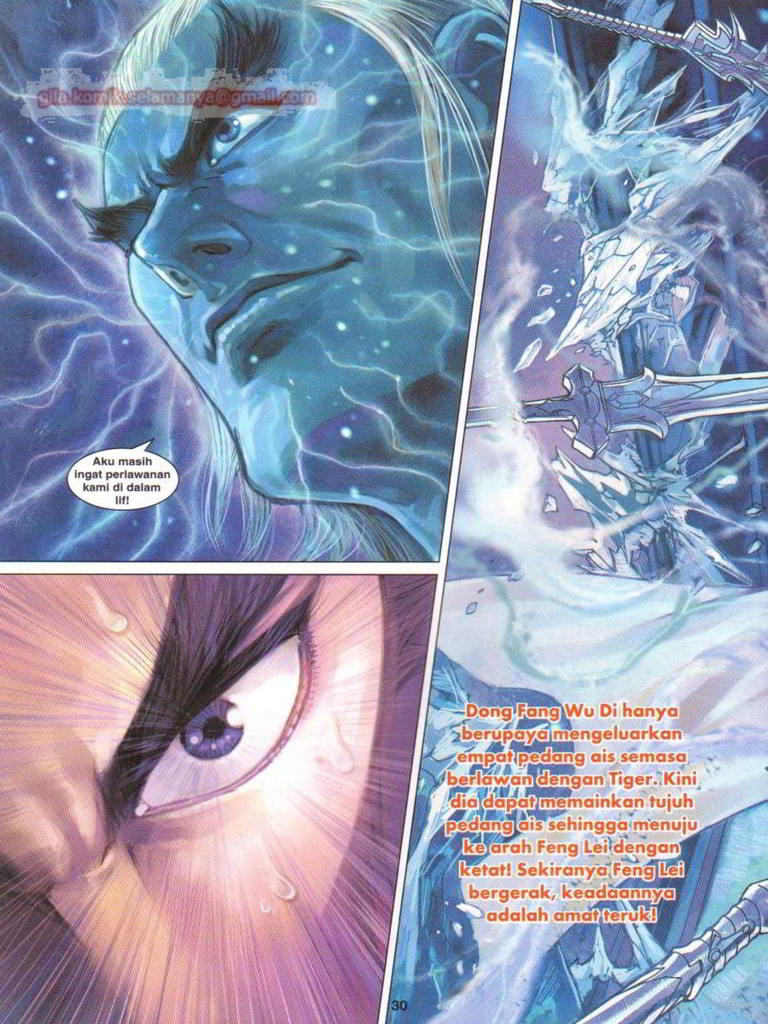 gila.komik.selamanya@gmail.com
Aku masih
ingat perlawanan
kami di dalam
lif!
Dong Fang Wu Di hanya
berupaya mengeluarkan
empat pedang ais semasa
berlawan dengan Tiger. Kini
dia dapat memainkan tujuh
pedang ais sehingga menuju
ke arah Feng Lei dengan
ketat! Sekiranya Feng Lei
bergerak, keadaannya
adalah amat teruk!
30